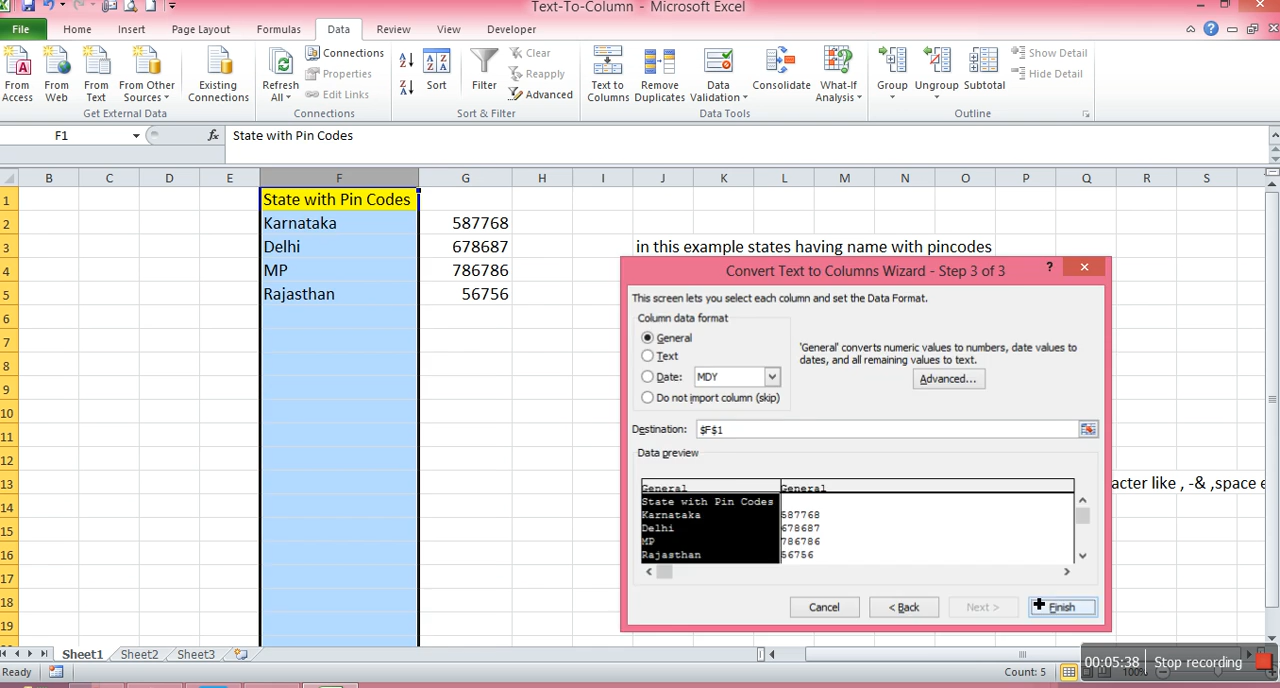 Text-To-Column - Microsoft Excel
File Home Insert Page Layout Formulas Data Review View Developer
From Access
From Web
From Text
From Other Sources
Existing Connections
Get External Data
Refresh All
Connections
Properties
Edit Links
Connections
Sort
Filter
Clear
Reapply
Advanced
Sort & Filter
Text to Columns
Remove Duplicates
Data Validation
Consolidate
What-If Analysis
Data Tools
Group
Ungroup
Subtotal
Show Detail
Hide Detail
Outline
F1 fx State with Pin Codes
B C D E F G H I J K L M N O P Q R S
1 State with Pin Codes
2 Karnataka 587768
3 Delhi 678687 in this example states having name with pincodes
4 MP 786786
5 Rajasthan 56756
6
7
8
9
10
11
12
13 acter like , -& ,space e
14
15
16
17
18
19
Convert Text to Columns Wizard - Step 3 of 3
This screen lets you select each column and set the Data Format.
Column data format
General
Text
Date: MDY
Do not import column (skip)
'General' converts numeric values to numbers, date values to
dates, and all remaining values to text.
Advanced...
Destination: $F$1
Data preview
General General
State with Pin Codes
Karnataka 587768
Delhi 678687
MP 786786
Rajasthan 56756
Cancel < Back Next > Finish
Sheet1 Sheet2 Sheet3
Ready Count: 5 100%
00:05:38 Stop recording